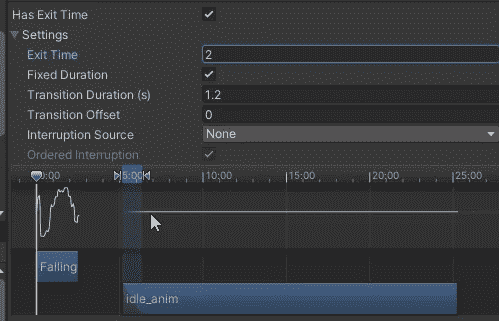 Has Exit Time
Settings
Exit Time 2
Fixed Duration
Transition Duration (s) 1.2
Transition Offset 0
Interruption Source None
Ordered Interruption
0:00 5:00 10:00 15:00 20:00 25:00
Falling
idle_anim